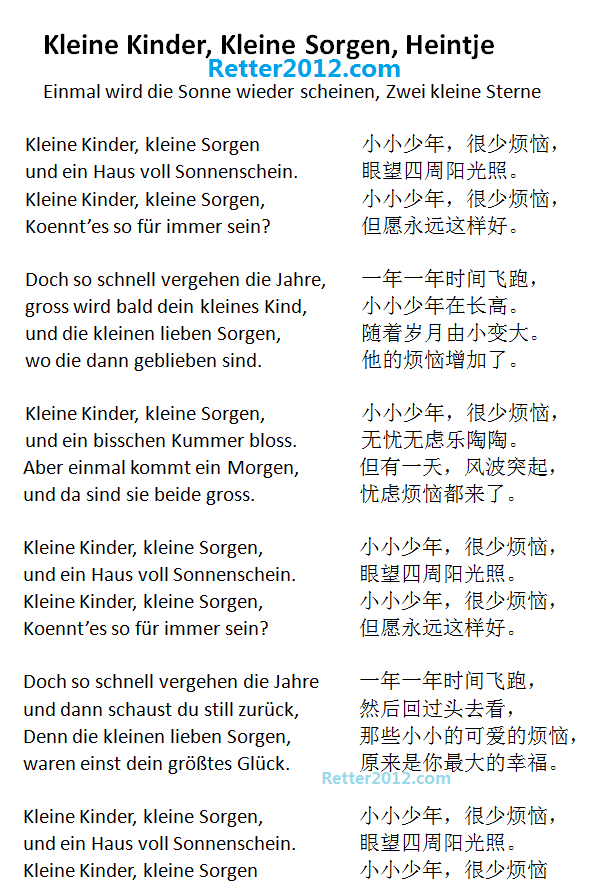 Kleine Kinder, Kleine Sorgen, Heintje
Retter2012.com
Einmal wird die Sonne wieder scheinen, Zwei kleine Sterne
Kleine Kinder, kleine Sorgen 小小少年，很少烦恼，
und ein Haus voll Sonnenschein. 眼望四周阳光照。
Kleine Kinder, kleine Sorgen, 小小少年，很少烦恼，
Koennt’es so für immer sein? 但愿永远这样好。
Doch so schnell vergehen die Jahre, 一年一年时间飞跑，
gross wird bald dein kleines Kind, 小小少年在长高。
und die kleinen lieben Sorgen, 随着岁月由小变大。
wo die dann geblieben sind. 他的烦恼增加了。
Kleine Kinder, kleine Sorgen, 小小少年，很少烦恼，
und ein bisschen Kummer bloss. 无忧无虑乐陶陶。
Aber einmal kommt ein Morgen, 但有一天，风波突起，
und da sind sie beide gross. 忧虑烦恼都来了。
Kleine Kinder, kleine Sorgen, 小小少年，很少烦恼，
und ein Haus voll Sonnenschein. 眼望四周阳光照。
Kleine Kinder, kleine Sorgen, 小小少年，很少烦恼，
Koennt’es so für immer sein? 但愿永远这样好。
Doch so schnell vergehen die Jahre 一年一年时间飞跑，
und dann schaust du still zurück, 然后回过头去看，
Denn die kleinen lieben Sorgen, 那些小小的可爱的烦恼，
waren einst dein größtes Glück. 原来是你最大的幸福。
Retter2012.com
Kleine Kinder, kleine Sorgen, 小小少年，很少烦恼，
und ein Haus voll Sonnenschein. 眼望四周阳光照。
Kleine Kinder, kleine Sorgen 小小少年，很少烦恼